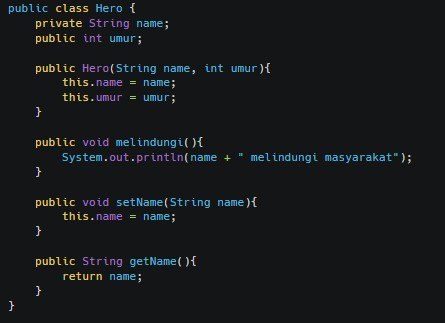 public class Hero {
    private String name;
    public int umur;

    public Hero(String name, int umur){
        this.name = name;
        this.umur = umur;
    }

    public void melindungi(){
        System.out.println(name + " melindungi masyarakat");
    }

    public void setName(String name){
        this.name = name;
    }

    public String getName(){
        return name;
    }
}